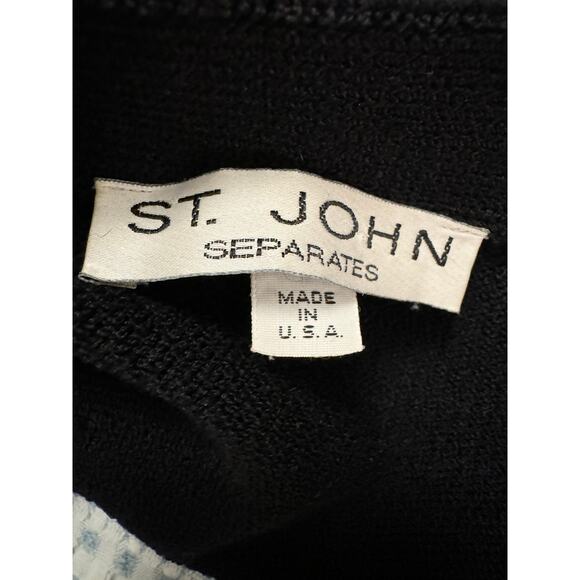 ST. JOHN
SEPARATES
MADE
IN
U.S.A.